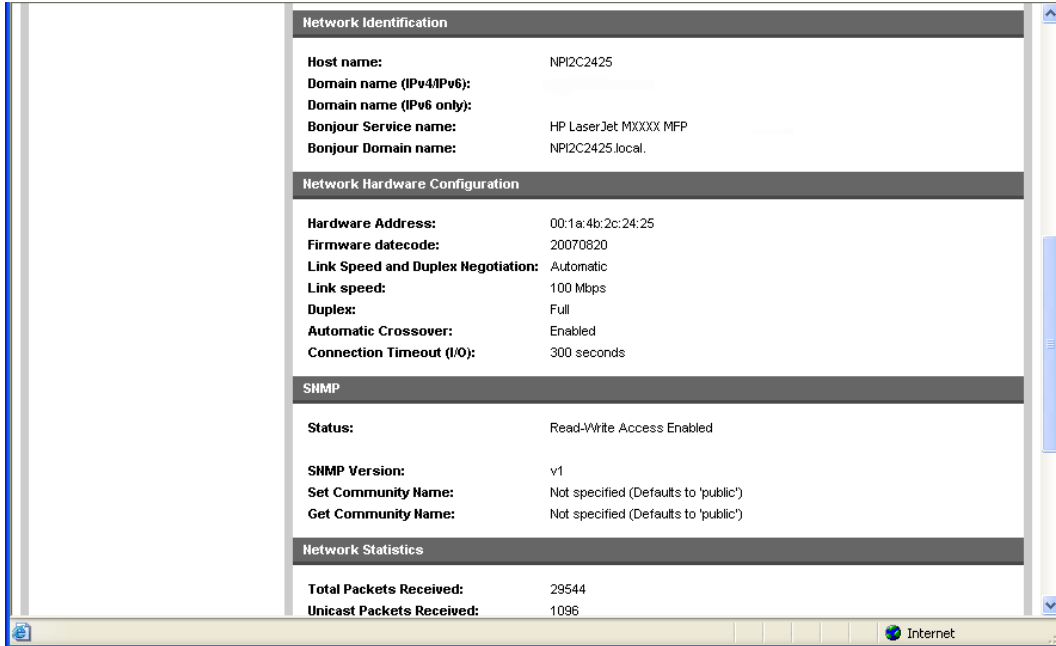 Network Identification
Host name: NPI2C2425
Domain name (IPv4/IPv6):
Domain name (IPv6 only):
Bonjour Service name: HP LaserJet MXXXX MFP
Bonjour Domain name: NPI2C2425.local.
Network Hardware Configuration
Hardware Address: 00:1a:4b:2c:24:25
Firmware datecode: 20070820
Link Speed and Duplex Negotiation: Automatic
Link speed: 100 Mbps
Duplex: Full
Automatic Crossover: Enabled
Connection Timeout (I/O): 300 seconds
SNMP
Status: Read-Write Access Enabled
SNMP Version: v1
Set Community Name: Not specified (Defaults to 'public')
Get Community Name: Not specified (Defaults to 'public')
Network Statistics
Total Packets Received: 29544
Unicast Packets Received: 1096
Internet